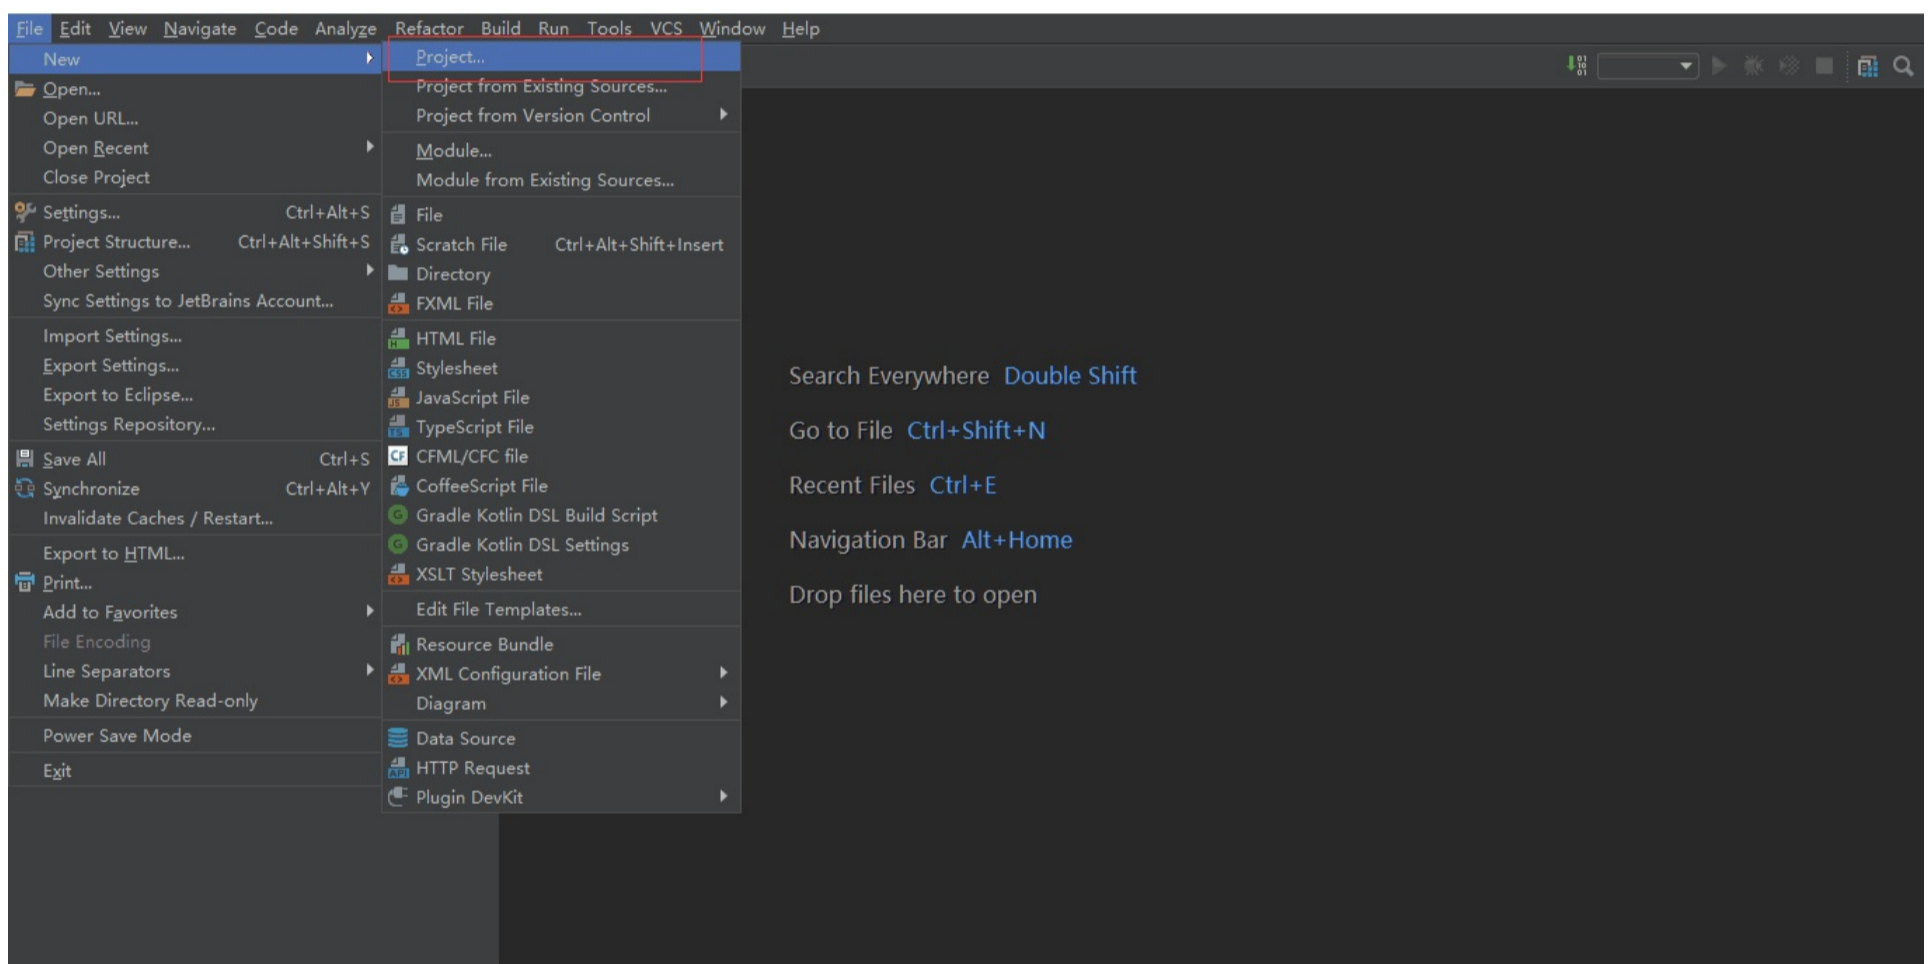 File Edit View Navigate Code Analyze Refactor Build Run Tools VCS Window Help
New
Open...
Open URL...
Open Recent
Close Project
Settings... Ctrl+Alt+S
Project Structure... Ctrl+Alt+Shift+S
Other Settings
Sync Settings to JetBrains Account...
Import Settings...
Export Settings...
Export to Eclipse...
Settings Repository...
Save All Ctrl+S
Synchronize Ctrl+Alt+Y
Invalidate Caches / Restart...
Export to HTML...
Print...
Add to Favorites
File Encoding
Line Separators
Make Directory Read-only
Power Save Mode
Exit
Project...
Project from Existing Sources...
Project from Version Control
Module...
Module from Existing Sources...
File
Scratch File Ctrl+Alt+Shift+Insert
Directory
FXML File
HTML File
Stylesheet
JavaScript File
TypeScript File
CFML/CFC file
CoffeeScript File
Gradle Kotlin DSL Build Script
Gradle Kotlin DSL Settings
XSLT Stylesheet
Edit File Templates...
Resource Bundle
XML Configuration File
Diagram
Data Source
HTTP Request
Plugin DevKit
Search Everywhere Double Shift
Go to File Ctrl+Shift+N
Recent Files Ctrl+E
Navigation Bar Alt+Home
Drop files here to open